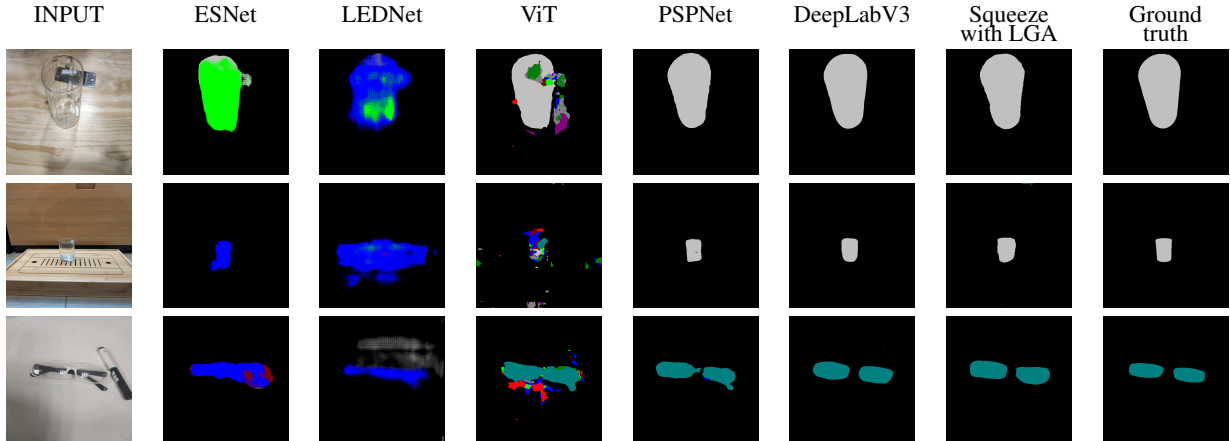 INPUT
ESNet
LEDNet
ViT
PSPNet
DeepLabV3
Squeeze
with LGA
Ground
truth